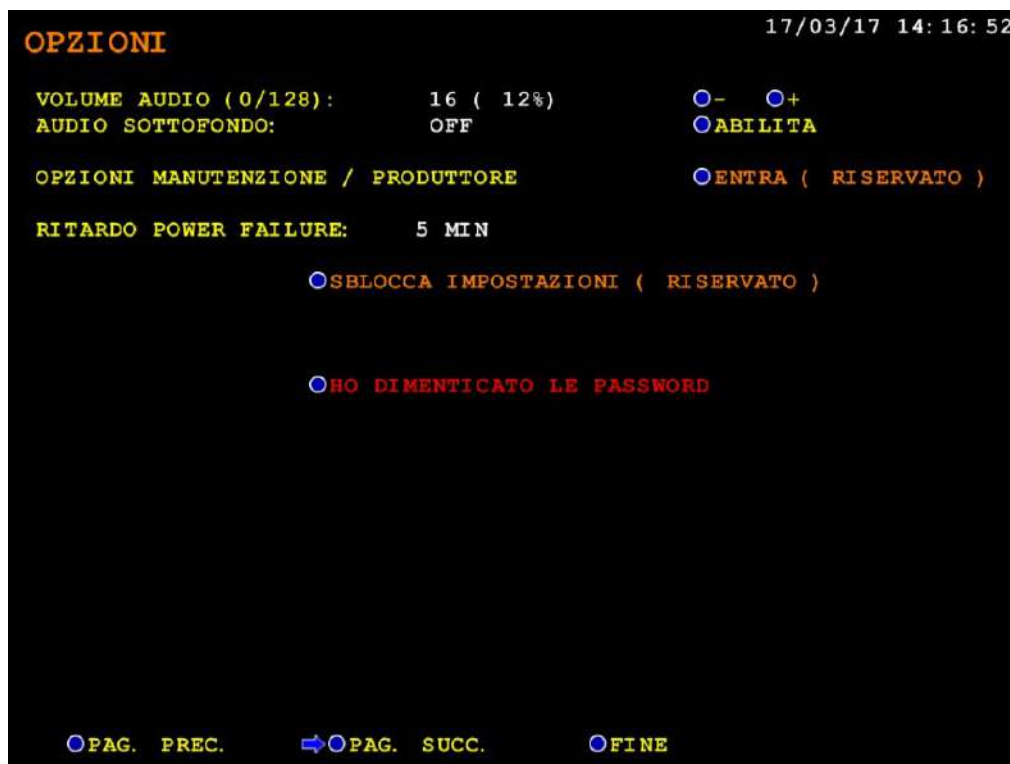 OPZIONI 17/03/17 14:16:52
VOLUME AUDIO (0/128): 16 ( 12%) - +
AUDIO SOTTOFONDO: OFF ABILITA
OPZIONI MANUTENZIONE / PRODUTTORE ENTRA ( RISERVATO )
RITARDO POWER FAILURE: 5 MIN
SBLOCCA IMPOSTAZIONI ( RISERVATO )
HO DIMENTICATO LE PASSWORD
PAG. PREC. PAG. SUCC. FINE